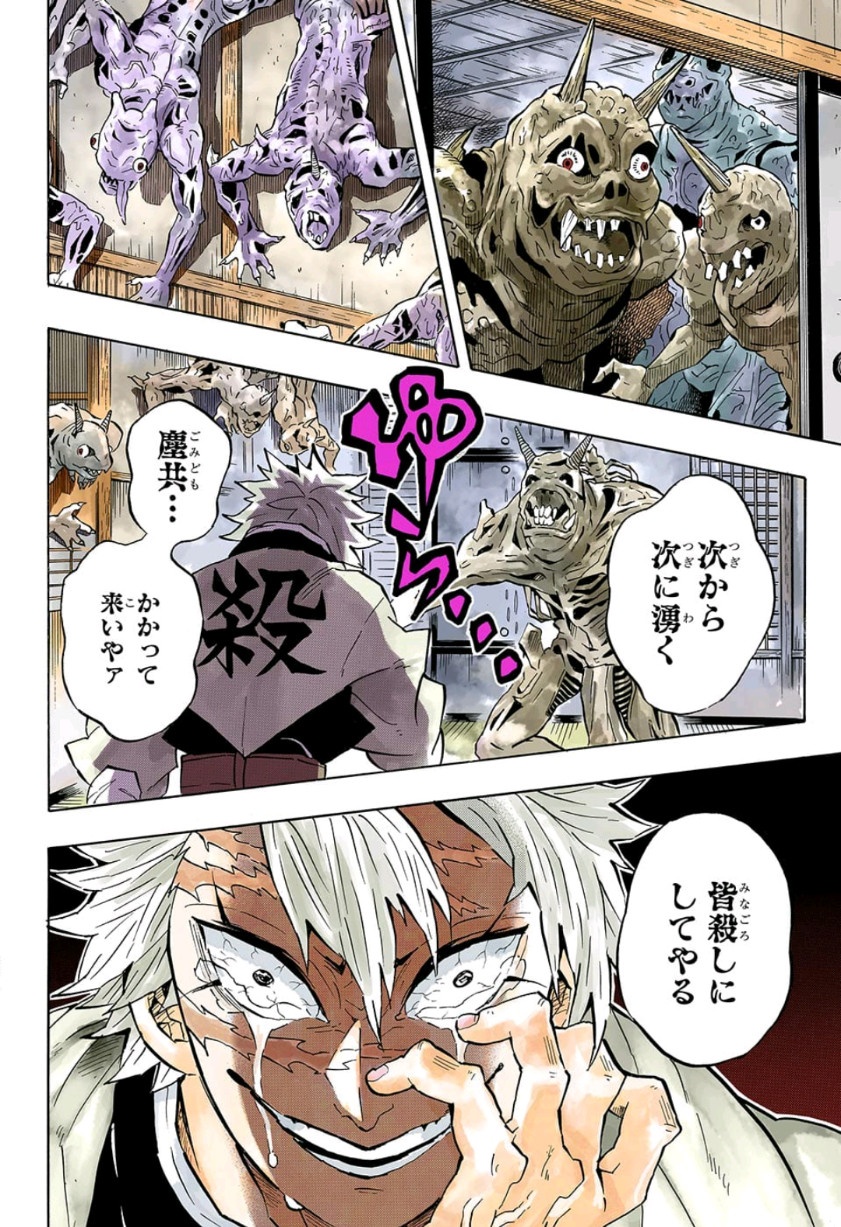 次から
次に湧く
ゆら…
殺
塵共…
かかって
来いやァ
皆殺しに
してやる